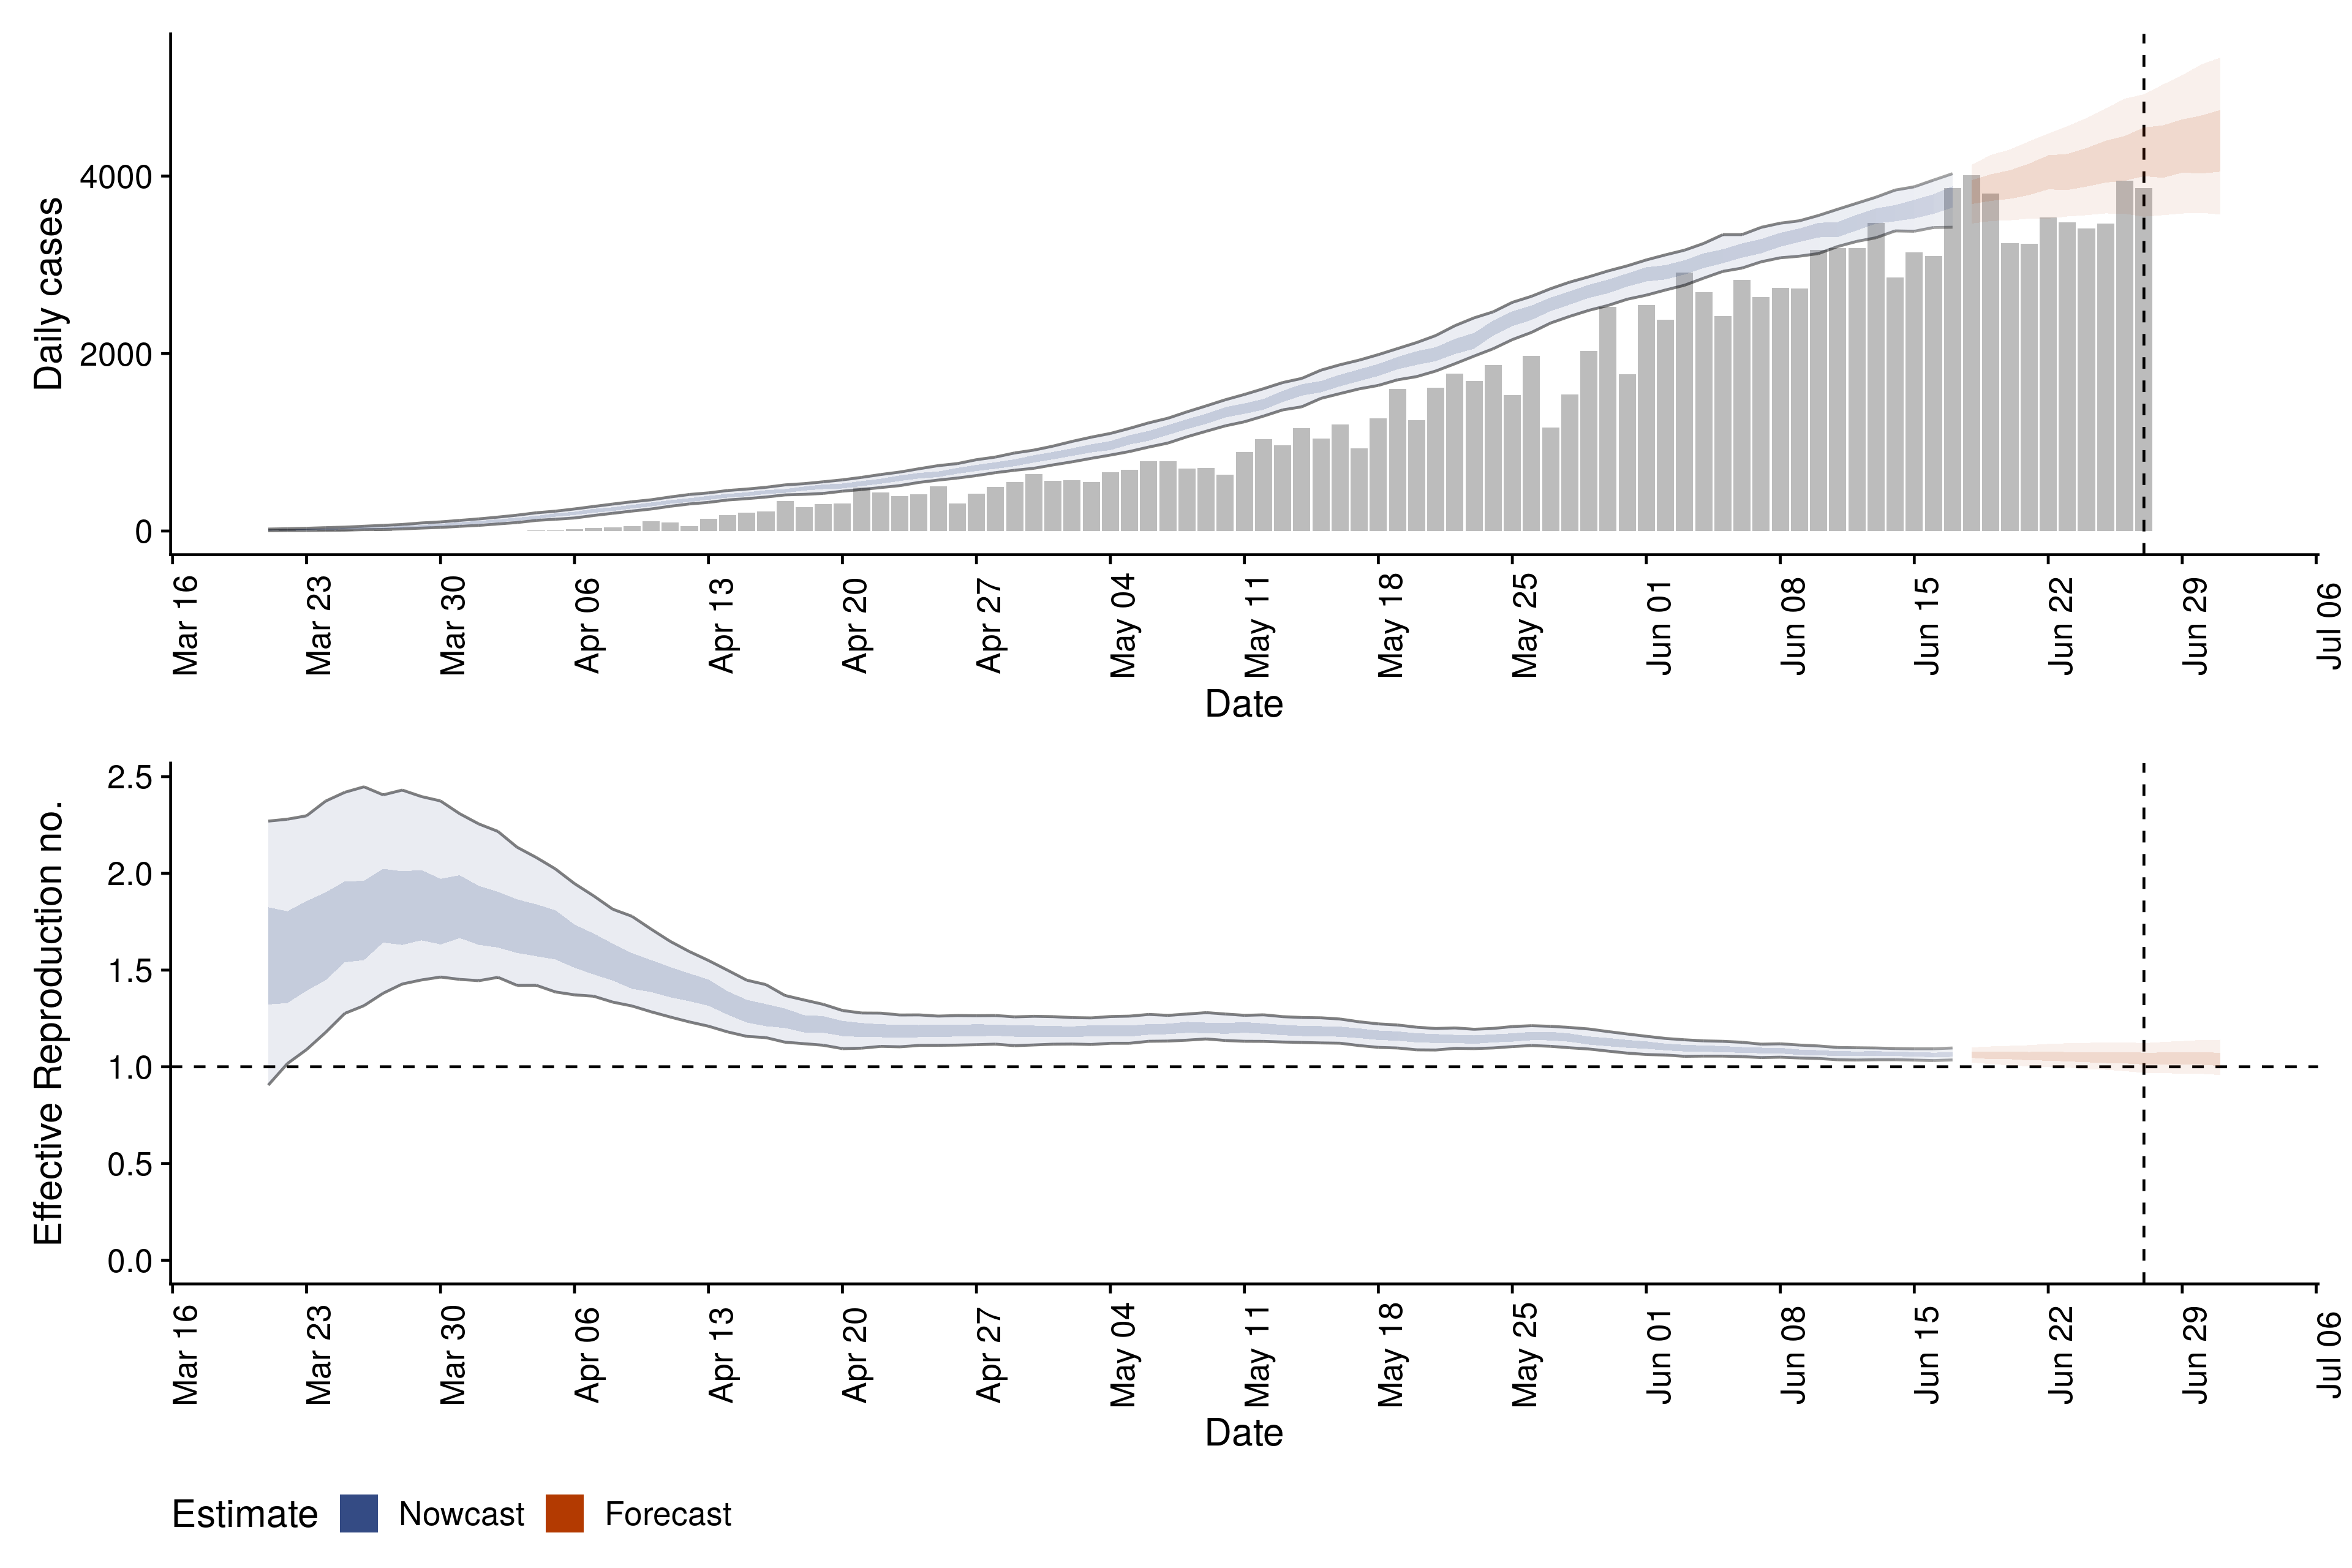 Daily cases
4000
2000
0
Mar 16
Mar 23
Mar 30
Apr 06
Apr 13
Apr 20
Apr 27
May 04
May 11
May 18
May 25
Jun 01
Jun 08
Jun 15
Jun 22
Jun 29
Jul 06
Date
Effective Reproduction no.
2.5
2.0
1.5
1.0
0.5
0.0
Mar 16
Mar 23
Mar 30
Apr 06
Apr 13
Apr 20
Apr 27
May 04
May 11
May 18
May 25
Jun 01
Jun 08
Jun 15
Jun 22
Jun 29
Jul 06
Date
Estimate Nowcast Forecast